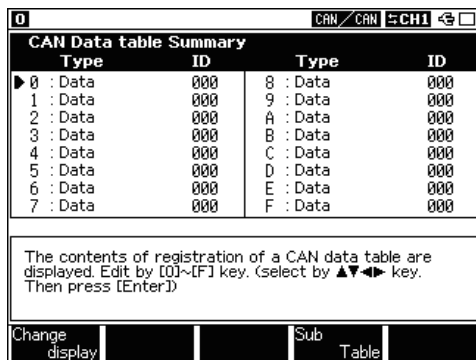 0 CAN/CAN ⇆CH1
CAN Data table Summary
Type ID Type ID
▶ 0 : Data 000 8 : Data 000
1 : Data 000 9 : Data 000
2 : Data 000 A : Data 000
3 : Data 000 B : Data 000
4 : Data 000 C : Data 000
5 : Data 000 D : Data 000
6 : Data 000 E : Data 000
7 : Data 000 F : Data 000
The contents of registration of a CAN data table are
displayed. Edit by [0]~[F] key. (select by ▲▼◀▶ key.
Then press [Enter])
Change Sub
display Table